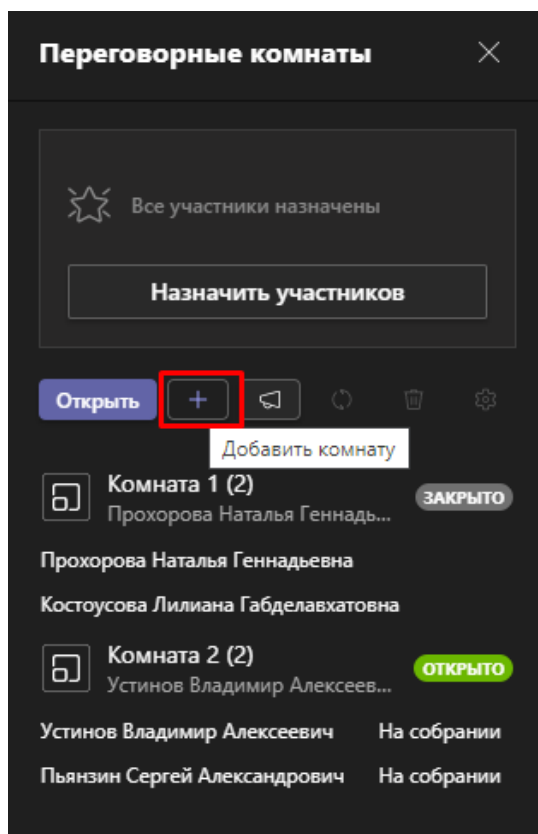 Переговорные комнаты
Все участники назначены
Назначить участников
Открыть
Добавить комнату
Комната 1 (2)
ЗАКРЫТО
Прохорова Наталья Геннадь...
Прохорова Наталья Геннадьевна
Костоусова Лилиана Габделавхатовна
Комната 2 (2)
ОТКРЫТО
Устинов Владимир Алексеев...
Устинов Владимир Алексеевич На собрании
Пьянзин Сергей Александрович На собрании